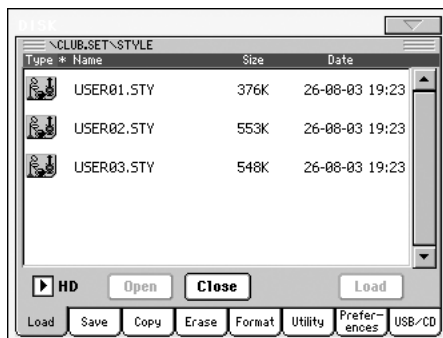 DISK
\CLUB.SET\STYLE
Type * Name Size Date
USER01.STY 376K 26-08-03 19:23
USER02.STY 553K 26-08-03 19:23
USER03.STY 548K 26-08-03 19:23
HD Open Close Load
Load Save Copy Erase Format Utility Prefer- USB/CD
ences